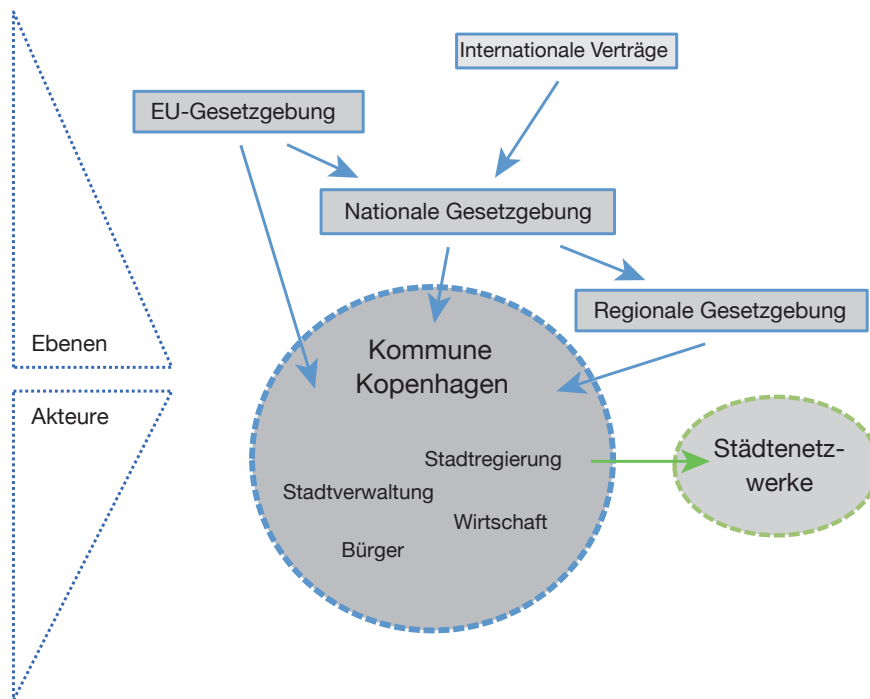 Internationale Verträge
EU-Gesetzgebung
Nationale Gesetzgebung
Regionale Gesetzgebung
Ebenen
Kommune
Kopenhagen
Akteure
Stadtregierung
Städtenetz-
werke
Stadtverwaltung
Wirtschaft
Bürger